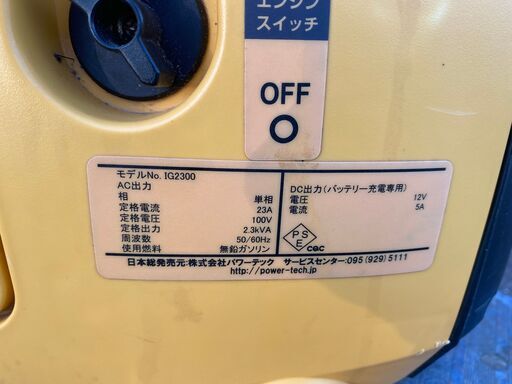 エンジン
スイッチ
OFF
モデルNo. IG2300
AC出力
相 単相
定格電流 23A
定格電圧 100V
定格出力 2.3kVA
周波数 50/60Hz
使用燃料 無鉛ガソリン
DC出力(バッテリー充電専用)
電圧 12V
電流 5A
PSE
CQC
日本総発売元:株式会社パワーテック サービスセンター:095(929)5111
http://power-tech.jp